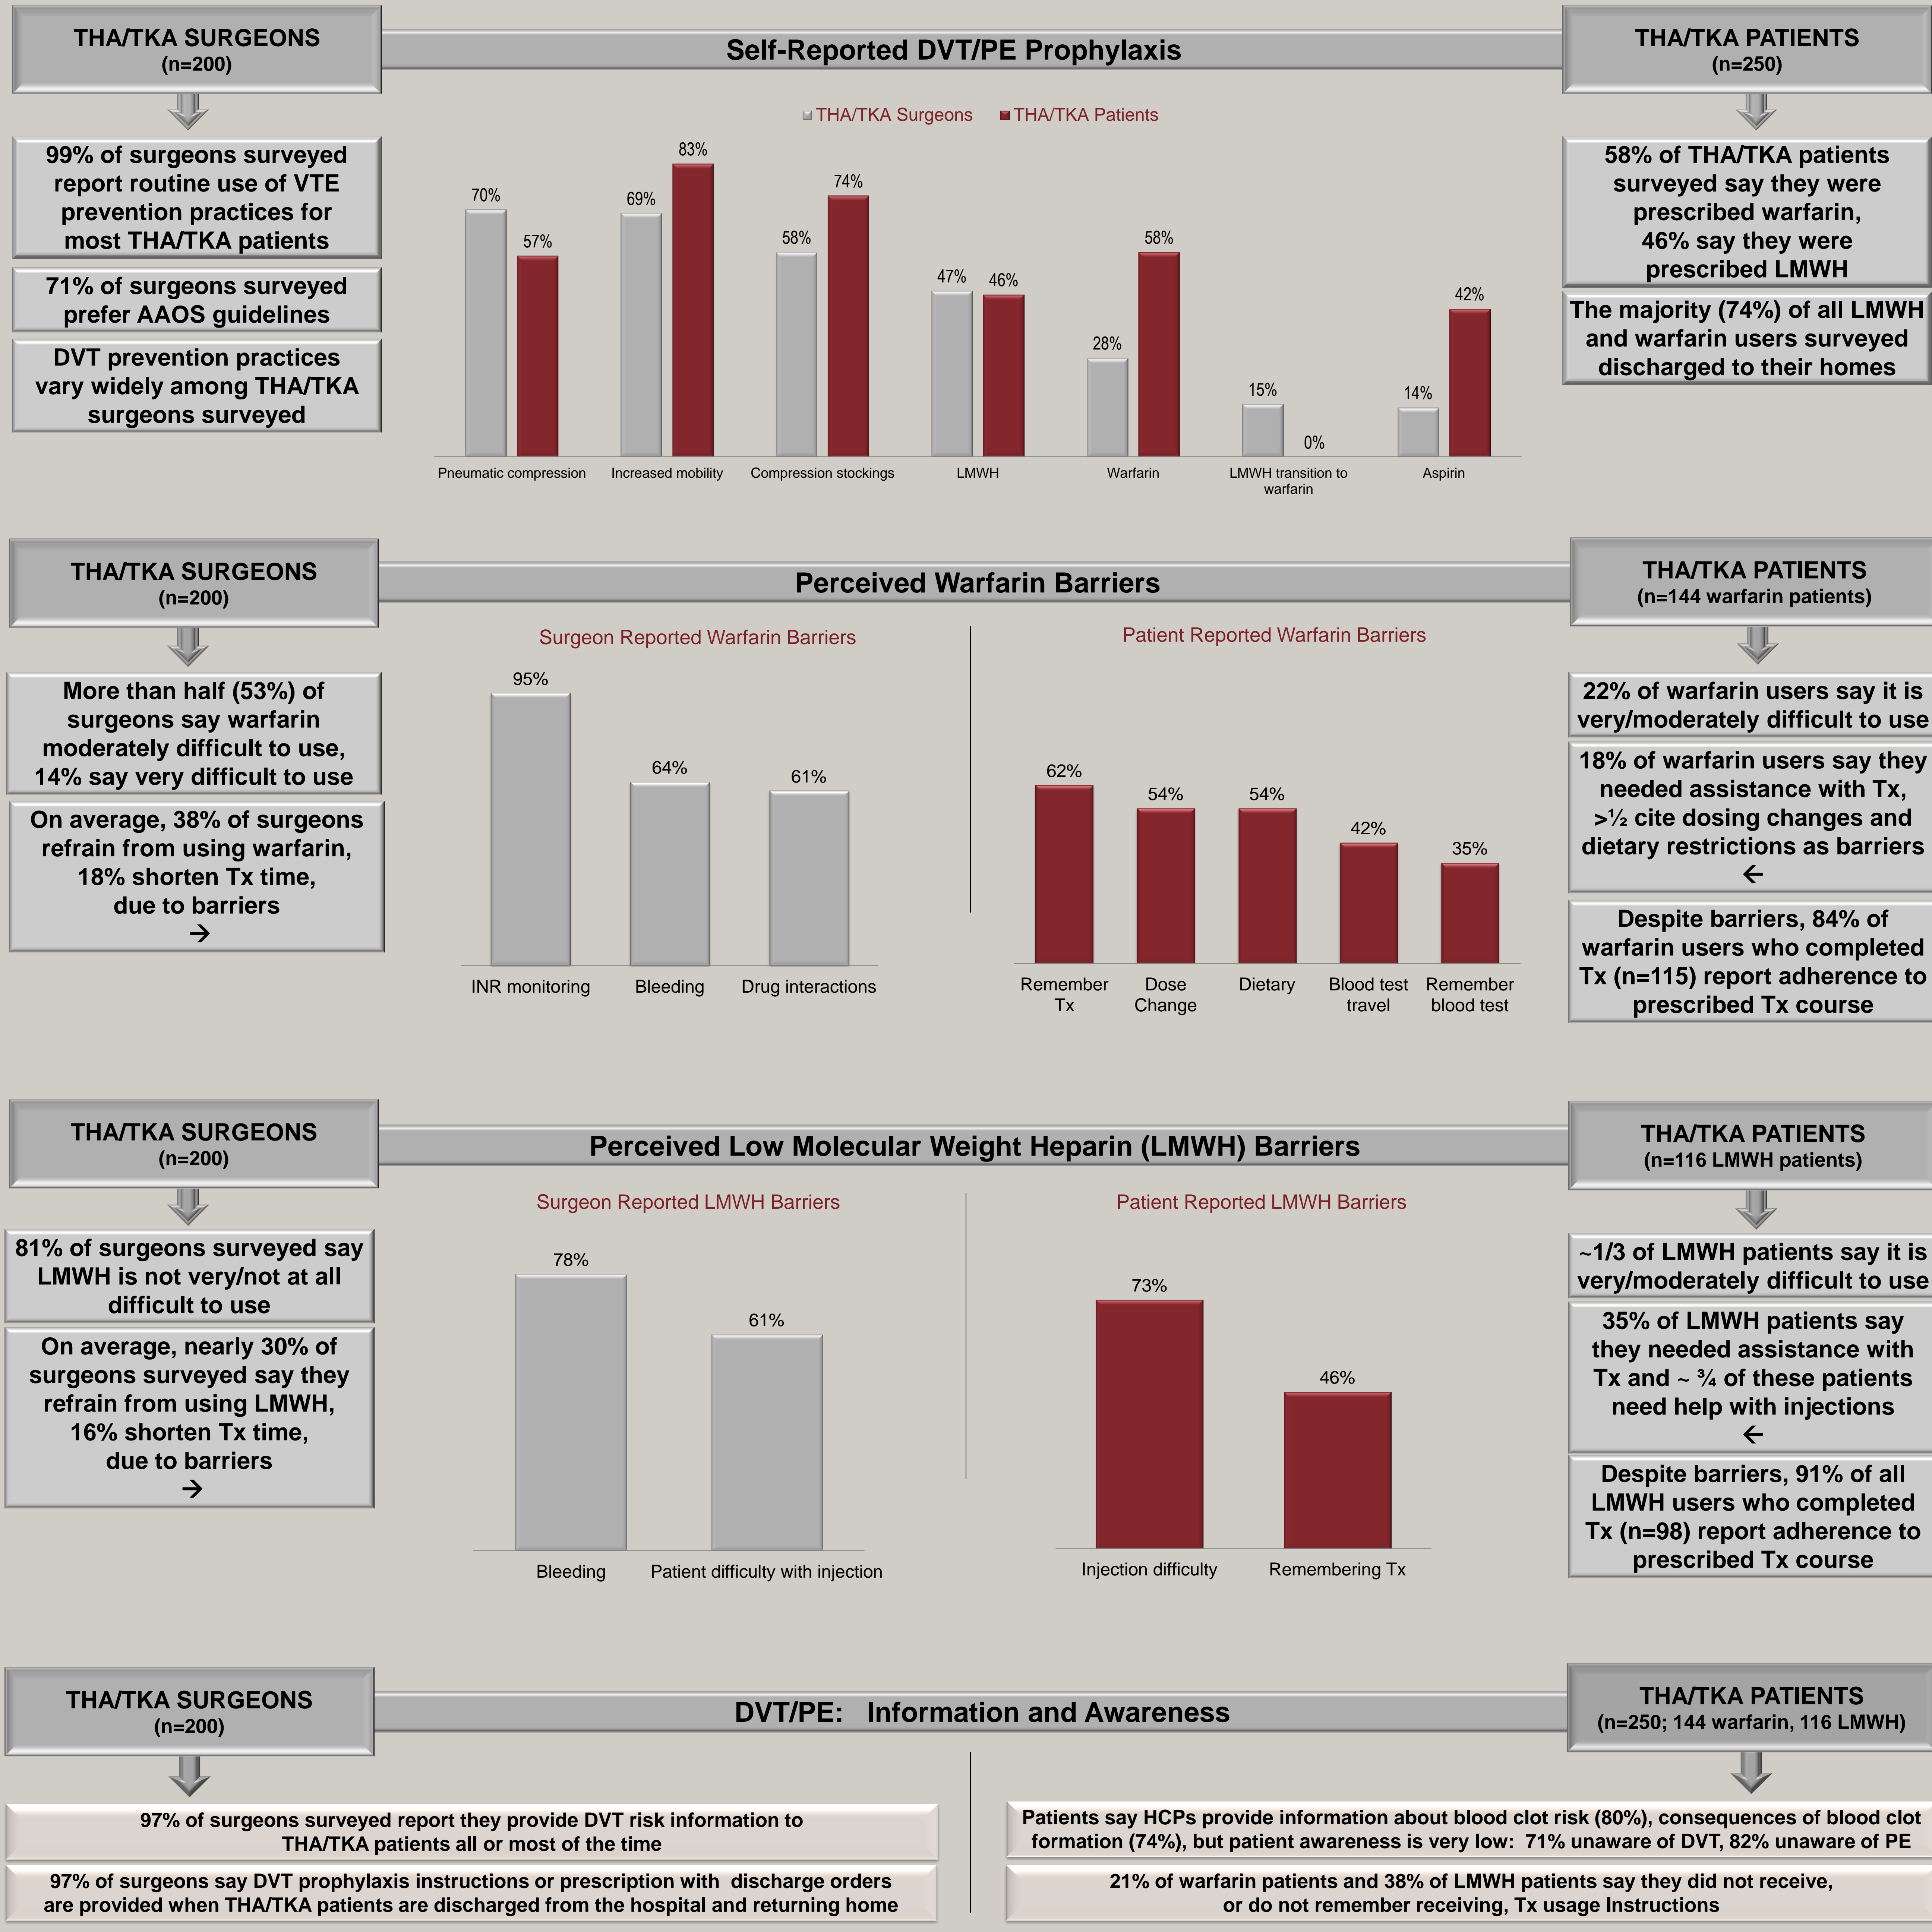 THA/TKA SURGEONS
(n=200)
Self-Reported DVT/PE Prophylaxis
THA/TKA PATIENTS
(n=250)
99% of surgeons surveyed
report routine use of VTE
prevention practices for
most THA/TKA patients
71% of surgeons surveyed
prefer AAOS guidelines
DVT prevention practices
vary widely among THA/TKA
surgeons surveyed
THA/TKA Surgeons THA/TKA Patients
70%
57%
69%
83%
58%
74%
47%
46%
28%
58%
15%
0%
14%
42%
Pneumatic compression
Increased mobility
Compression stockings
LMWH
Warfarin
LMWH transition to
warfarin
Aspirin
58% of THA/TKA patients
surveyed say they were
prescribed warfarin,
46% say they were
prescribed LMWH
The majority (74%) of all LMWH
and warfarin users surveyed
discharged to their homes
THA/TKA SURGEONS
(n=200)
Perceived Warfarin Barriers
THA/TKA PATIENTS
(n=144 warfarin patients)
More than half (53%) of
surgeons say warfarin
moderately difficult to use,
14% say very difficult to use
On average, 38% of surgeons
refrain from using warfarin,
18% shorten Tx time,
due to barriers
→
Surgeon Reported Warfarin Barriers
95%
64%
61%
INR monitoring
Bleeding
Drug interactions
Patient Reported Warfarin Barriers
62%
54%
54%
42%
35%
Remember
Tx
Dose
Change
Dietary
Blood test
travel
Remember
blood test
22% of warfarin users say it is
very/moderately difficult to use
18% of warfarin users say they
needed assistance with Tx,
>½ cite dosing changes and
dietary restrictions as barriers
←
Despite barriers, 84% of
warfarin users who completed
Tx (n=115) report adherence to
prescribed Tx course
THA/TKA SURGEONS
(n=200)
Perceived Low Molecular Weight Heparin (LMWH) Barriers
THA/TKA PATIENTS
(n=116 LMWH patients)
81% of surgeons surveyed say
LMWH is not very/not at all
difficult to use
On average, nearly 30% of
surgeons surveyed say they
refrain from using LMWH,
16% shorten Tx time,
due to barriers
→
Surgeon Reported LMWH Barriers
78%
61%
Bleeding
Patient difficulty with injection
Patient Reported LMWH Barriers
73%
46%
Injection difficulty
Remembering Tx
~1/3 of LMWH patients say it is
very/moderately difficult to use
35% of LMWH patients say
they needed assistance with
Tx and ~ ¾ of these patients
need help with injections
←
Despite barriers, 91% of all
LMWH users who completed
Tx (n=98) report adherence to
prescribed Tx course
THA/TKA SURGEONS
(n=200)
DVT/PE: Information and Awareness
THA/TKA PATIENTS
(n=250; 144 warfarin, 116 LMWH)
97% of surgeons surveyed report they provide DVT risk information to
THA/TKA patients all or most of the time
97% of surgeons say DVT prophylaxis instructions or prescription with discharge orders
are provided when THA/TKA patients are discharged from the hospital and returning home
Patients say HCPs provide information about blood clot risk (80%), consequences of blood clot
formation (74%), but patient awareness is very low: 71% unaware of DVT, 82% unaware of PE
21% of warfarin patients and 38% of LMWH patients say they did not receive,
or do not remember receiving, Tx usage Instructions